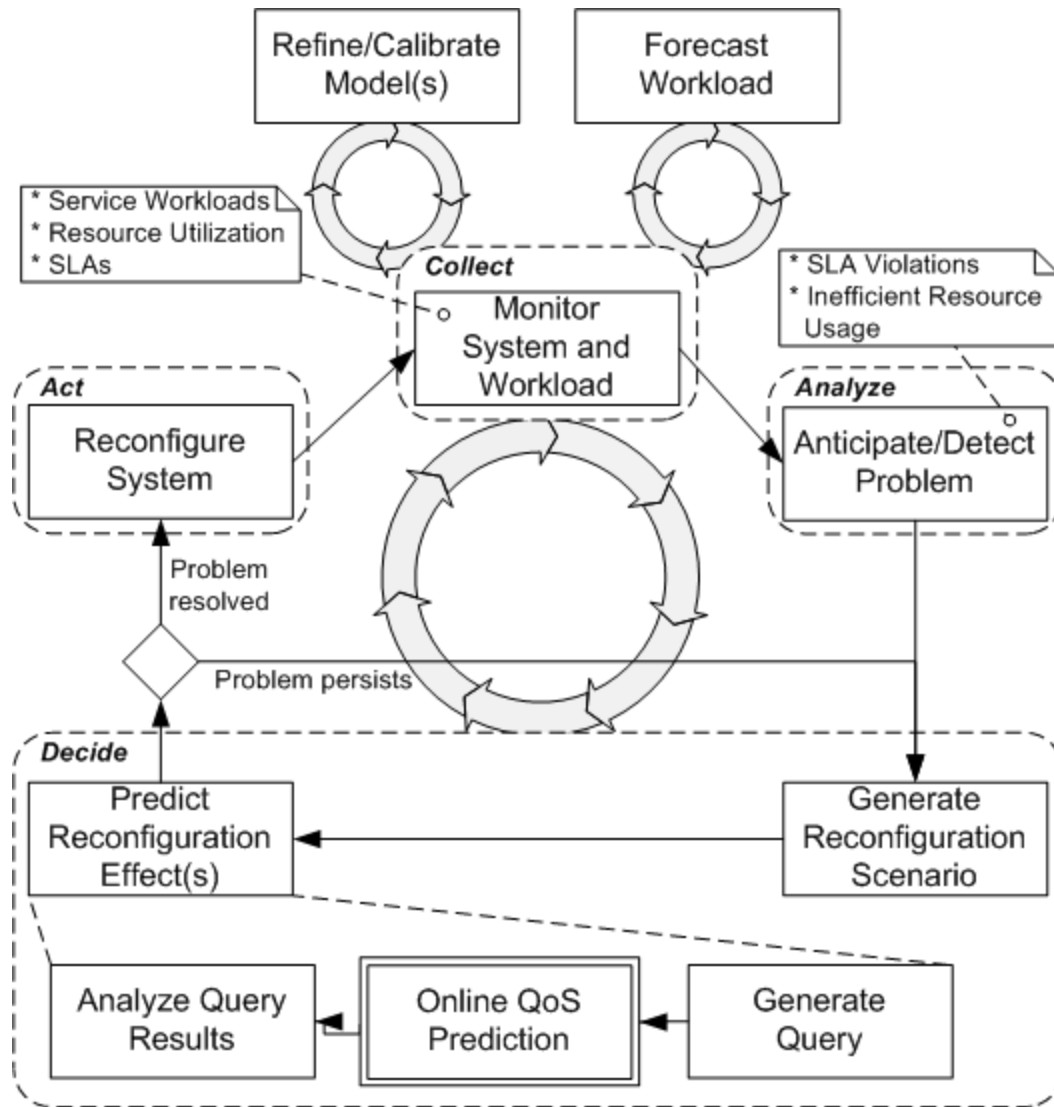 Refine/Calibrate
Model(s)
Forecast
Workload
* Service Workloads
* Resource Utilization
* SLAs
Collect
Monitor
System and
Workload
* SLA Violations
* Inefficient Resource
Usage
Act
Reconfigure
System
Analyze
Anticipate/Detect
Problem
Problem
resolved
Problem persists
Decide
Predict
Reconfiguration
Effect(s)
Generate
Reconfiguration
Scenario
Analyze Query
Results
Online QoS
Prediction
Generate
Query